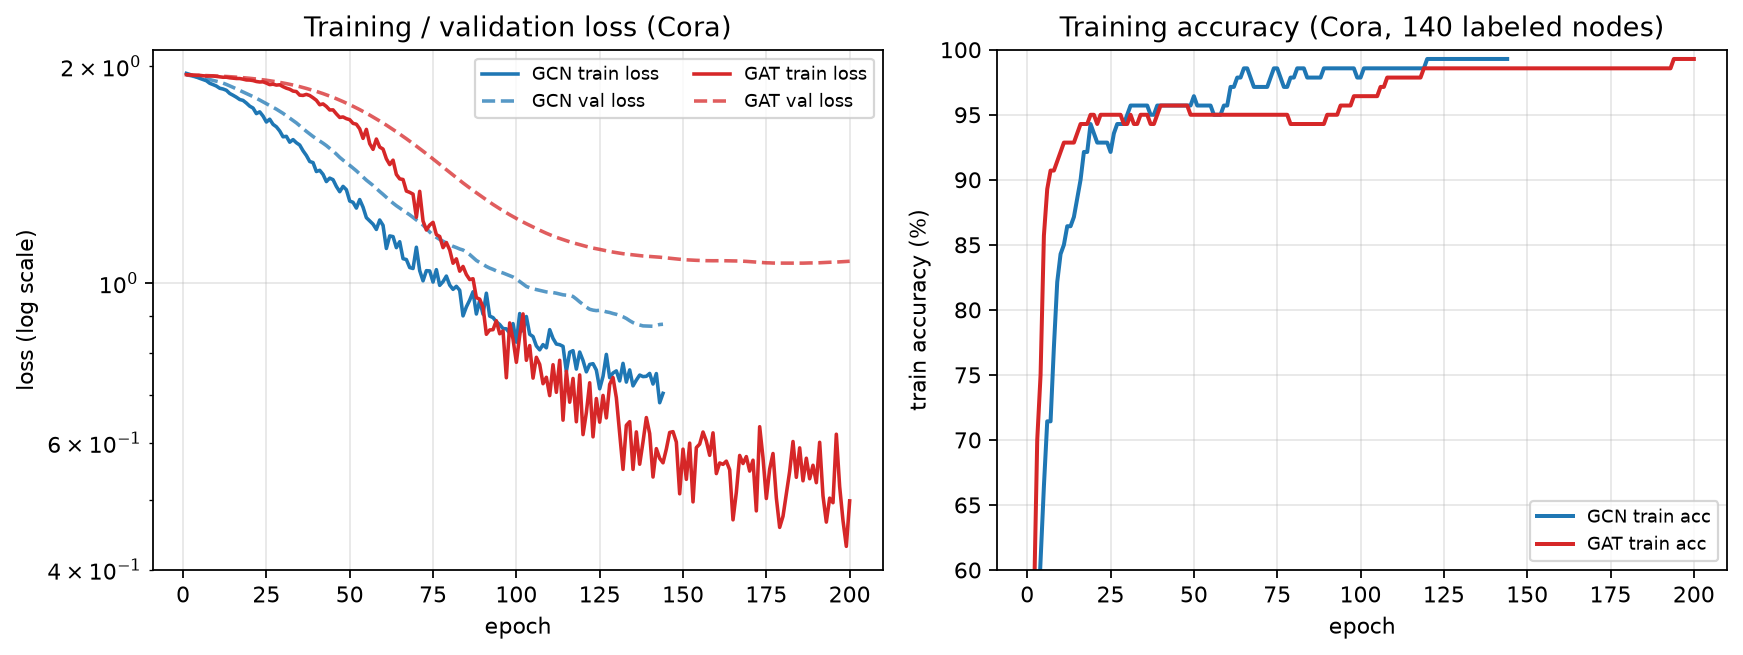 Training / validation loss (Cora)
GCN train loss
GCN val loss
GAT train loss
GAT val loss
loss (log scale)
2 × 10⁰
10⁰
6 × 10⁻¹
4 × 10⁻¹
0 25 50 75 100 125 150 175 200
epoch
Training accuracy (Cora, 140 labeled nodes)
train accuracy (%)
100
95
90
85
80
75
70
65
60
GCN train acc
GAT train acc
0 25 50 75 100 125 150 175 200
epoch